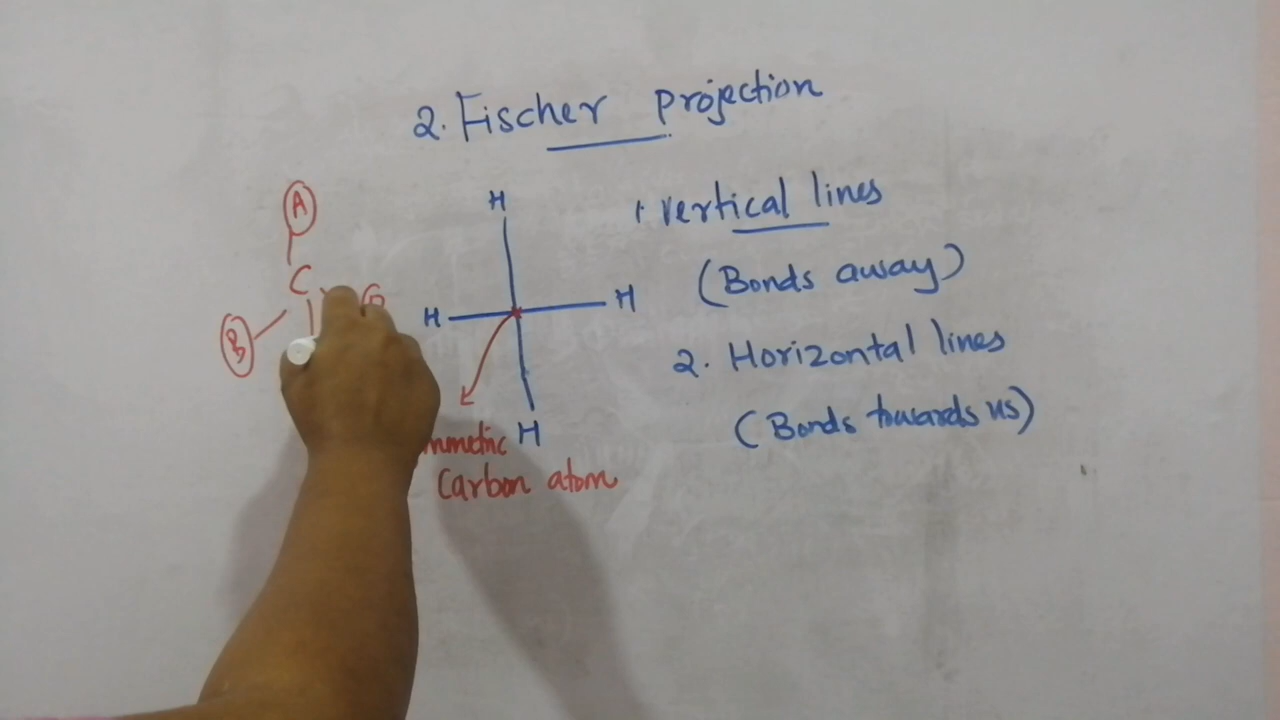 2. Fischer projection
A
H
1 vertical lines
C
(Bonds away)
H
H
B
2. Horizontal lines
(Bonds towards us)
H
Carbon atom